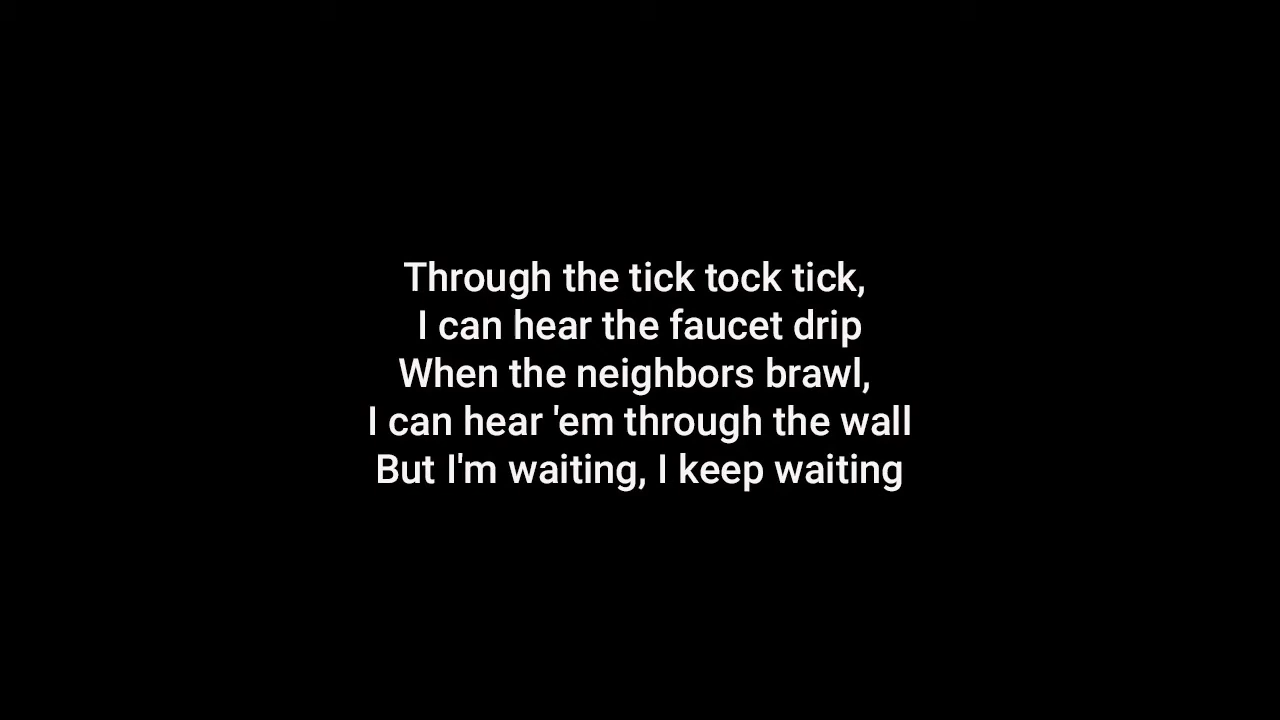 Through the tick tock tick,
I can hear the faucet drip
When the neighbors brawl,
I can hear 'em through the wall
But I'm waiting, I keep waiting